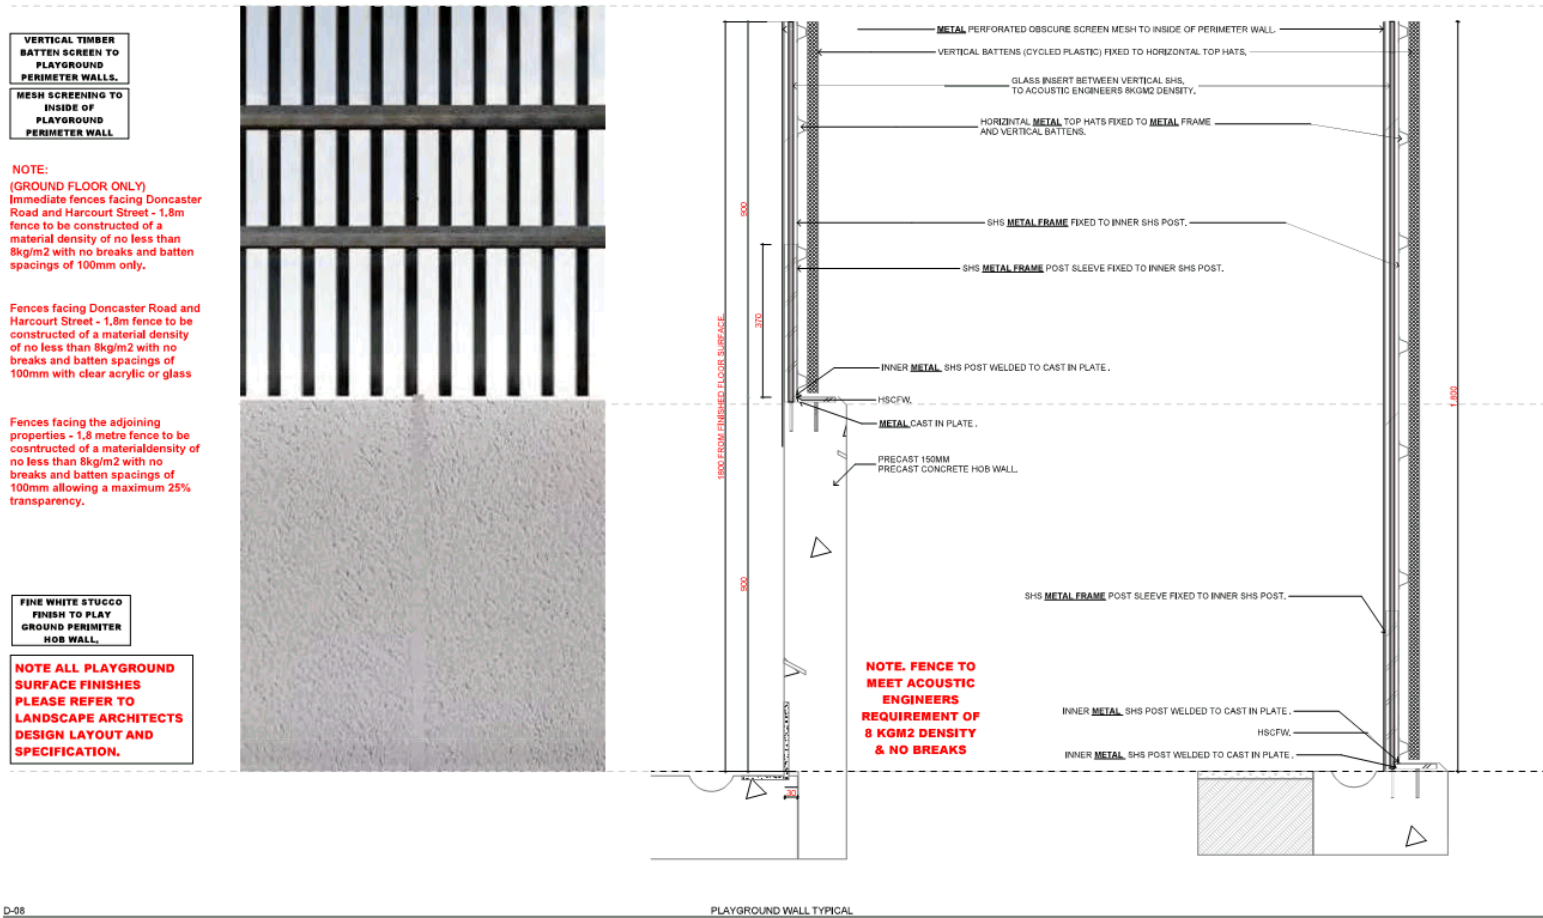 VERTICAL TIMBER
BATTEN SCREEN TO
PLAYGROUND
PERIMETER WALLS.
MESH SCREENING TO
INSIDE OF
PLAYGROUND
PERIMETER WALL
NOTE:
(GROUND FLOOR ONLY)
Immediate fences facing Doncaster
Road and Harcourt Street - 1.8m
fence to be constructed of a
material density of no less than
8kg/m2 with no breaks and batten
spacings of 100mm only.
Fences facing Doncaster Road and
Harcourt Street - 1.8m fence to be
constructed of a material density
of no less than 8kg/m2 with no
breaks and batten spacings of
100mm with clear acrylic or glass
Fences facing the adjoining
properties - 1.8 metre fence to be
cosntructed of a materialdensity of
no less than 8kg/m2 with no
breaks and batten spacings of
100mm allowing a maximum 25%
transparency.
FINE WHITE STUCCO
FINISH TO PLAY
GROUND PERIMITER
HOB WALL.
NOTE ALL PLAYGROUND
SURFACE FINISHES
PLEASE REFER TO
LANDSCAPE ARCHITECTS
DESIGN LAYOUT AND
SPECIFICATION.
METAL PERFORATED OBSCURE SCREEN MESH TO INSIDE OF PERIMETER WALL.
VERTICAL BATTENS (CYCLED PLASTIC) FIXED TO HORIZONTAL TOP HATS.
GLASS INSERT BETWEEN VERTICAL SHS,
TO ACOUSTIC ENGINEERS 8KGM2 DENSITY.
HORIZINTAL METAL TOP HATS FIXED TO METAL FRAME
AND VERTICAL BATTENS.
SHS METAL FRAME FIXED TO INNER SHS POST.
SHS METAL FRAME POST SLEEVE FIXED TO INNER SHS POST.
INNER METAL SHS POST WELDED TO CAST IN PLATE.
HSCFW.
METAL CAST IN PLATE.
PRECAST 150MM
PRECAST CONCRETE HOB WALL.
900
370
1800 FROM FINISHED FLOOR SURFACE.
900
30
1,800
SHS METAL FRAME POST SLEEVE FIXED TO INNER SHS POST.
NOTE. FENCE TO
MEET ACOUSTIC
ENGINEERS
REQUIREMENT OF
8 KGM2 DENSITY
& NO BREAKS
INNER METAL SHS POST WELDED TO CAST IN PLATE.
HSCFW.
INNER METAL SHS POST WELDED TO CAST IN PLATE.
D-08
PLAYGROUND WALL TYPICAL